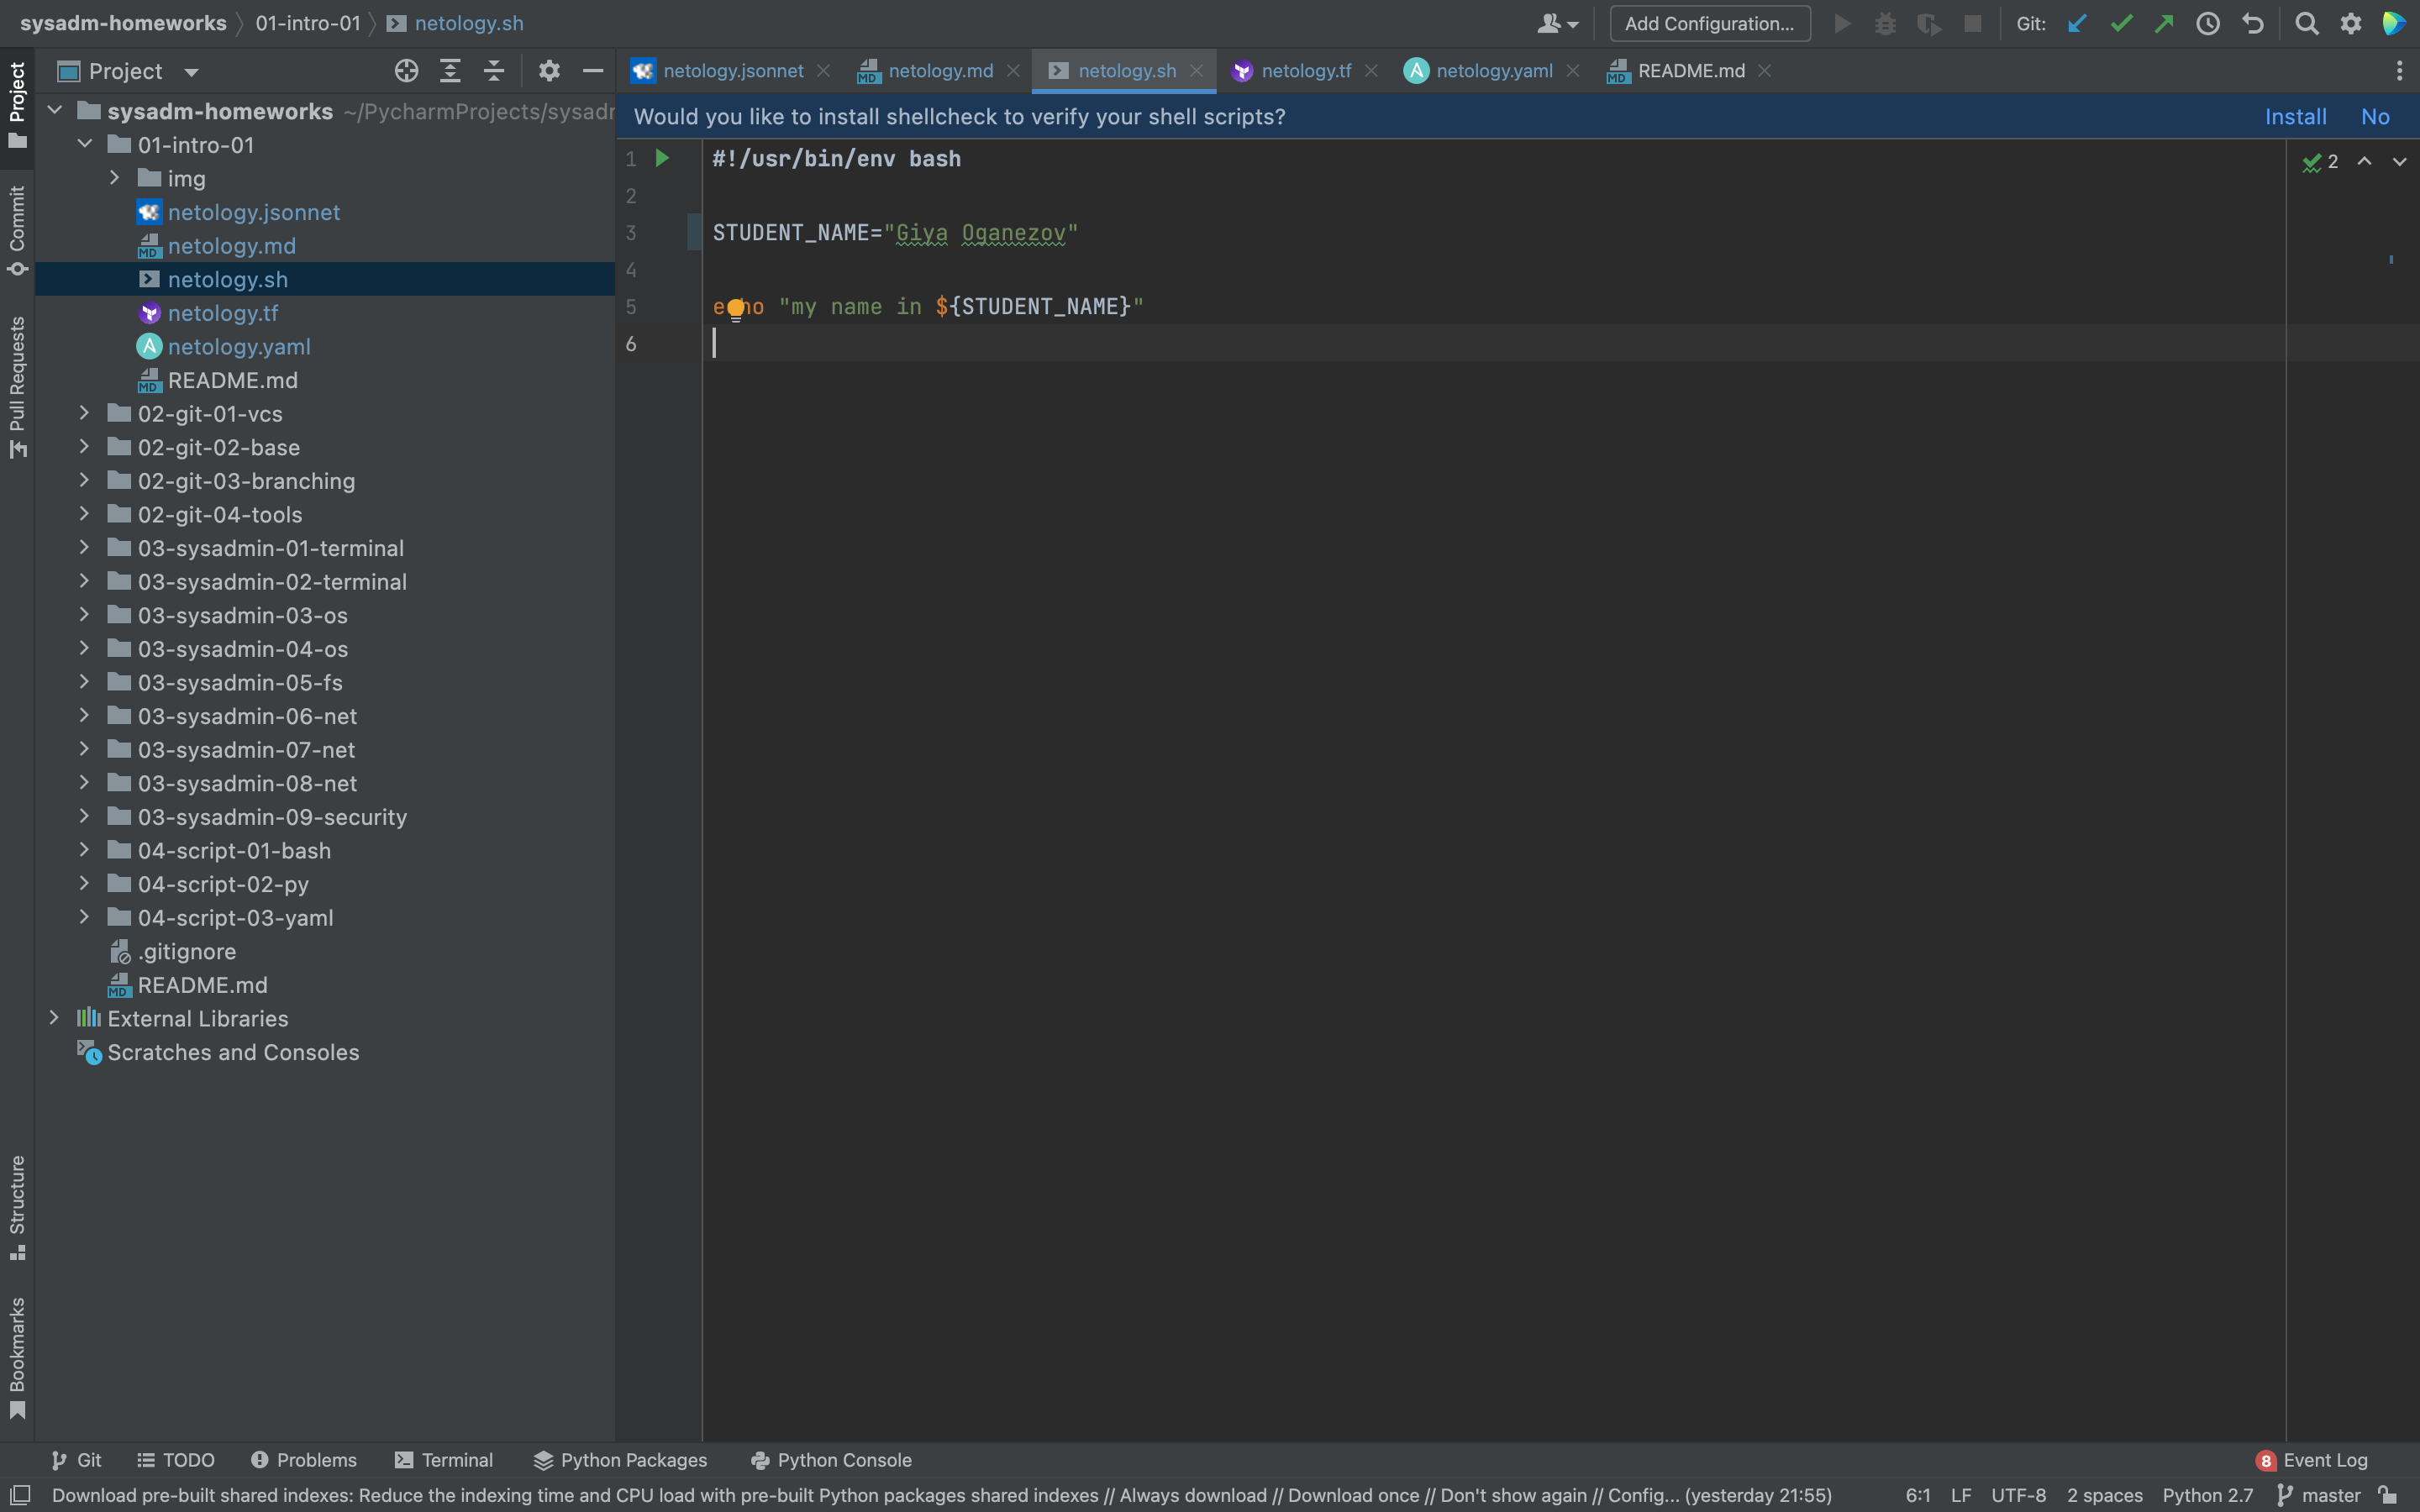 sysadm-homeworks 01-intro-01 netology.sh
Add Configuration... Git:
Project
netology.jsonnet netology.md netology.sh netology.tf netology.yaml README.md
Would you like to install shellcheck to verify your shell scripts? Install No
Project
Commit
Pull Requests
Structure
Bookmarks
sysadm-homeworks ~/PycharmProjects/sysadm
01-intro-01
img
netology.jsonnet
MD netology.md
netology.sh
netology.tf
netology.yaml
MD README.md
02-git-01-vcs
02-git-02-base
02-git-03-branching
02-git-04-tools
03-sysadmin-01-terminal
03-sysadmin-02-terminal
03-sysadmin-03-os
03-sysadmin-04-os
03-sysadmin-05-fs
03-sysadmin-06-net
03-sysadmin-07-net
03-sysadmin-08-net
03-sysadmin-09-security
04-script-01-bash
04-script-02-py
04-script-03-yaml
.gitignore
MD README.md
External Libraries
Scratches and Consoles
1 #!/usr/bin/env bash
2
3 STUDENT_NAME="Giya Oganezov"
4
5 echo "my name in ${STUDENT_NAME}"
6
2
Git TODO Problems Terminal Python Packages Python Console 8 Event Log
Download pre-built shared indexes: Reduce the indexing time and CPU load with pre-built Python packages shared indexes // Always download // Download once // Don't show again // Config... (yesterday 21:55) 6:1 LF UTF-8 2 spaces Python 2.7 master